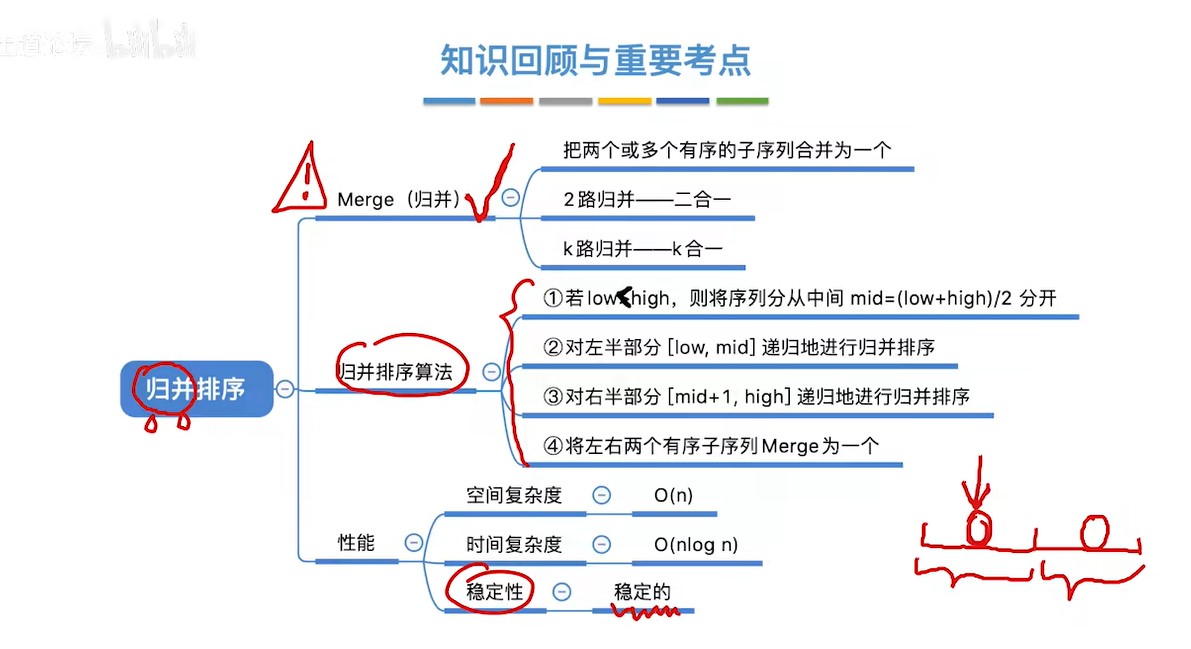 王道论坛 bilibili
知识回顾与重要考点
把两个或多个有序的子序列合并为一个
Merge（归并）
2路归并——二合一
k路归并——k合一
①若low<high，则将序列分从中间 mid=(low+high)/2 分开
②对左半部分 [low, mid] 递归地进行归并排序
归并排序算法
归并排序
③对右半部分 [mid+1, high] 递归地进行归并排序
④将左右两个有序子序列Merge为一个
空间复杂度
O(n)
性能
时间复杂度
O(nlog n)
稳定性
稳定的